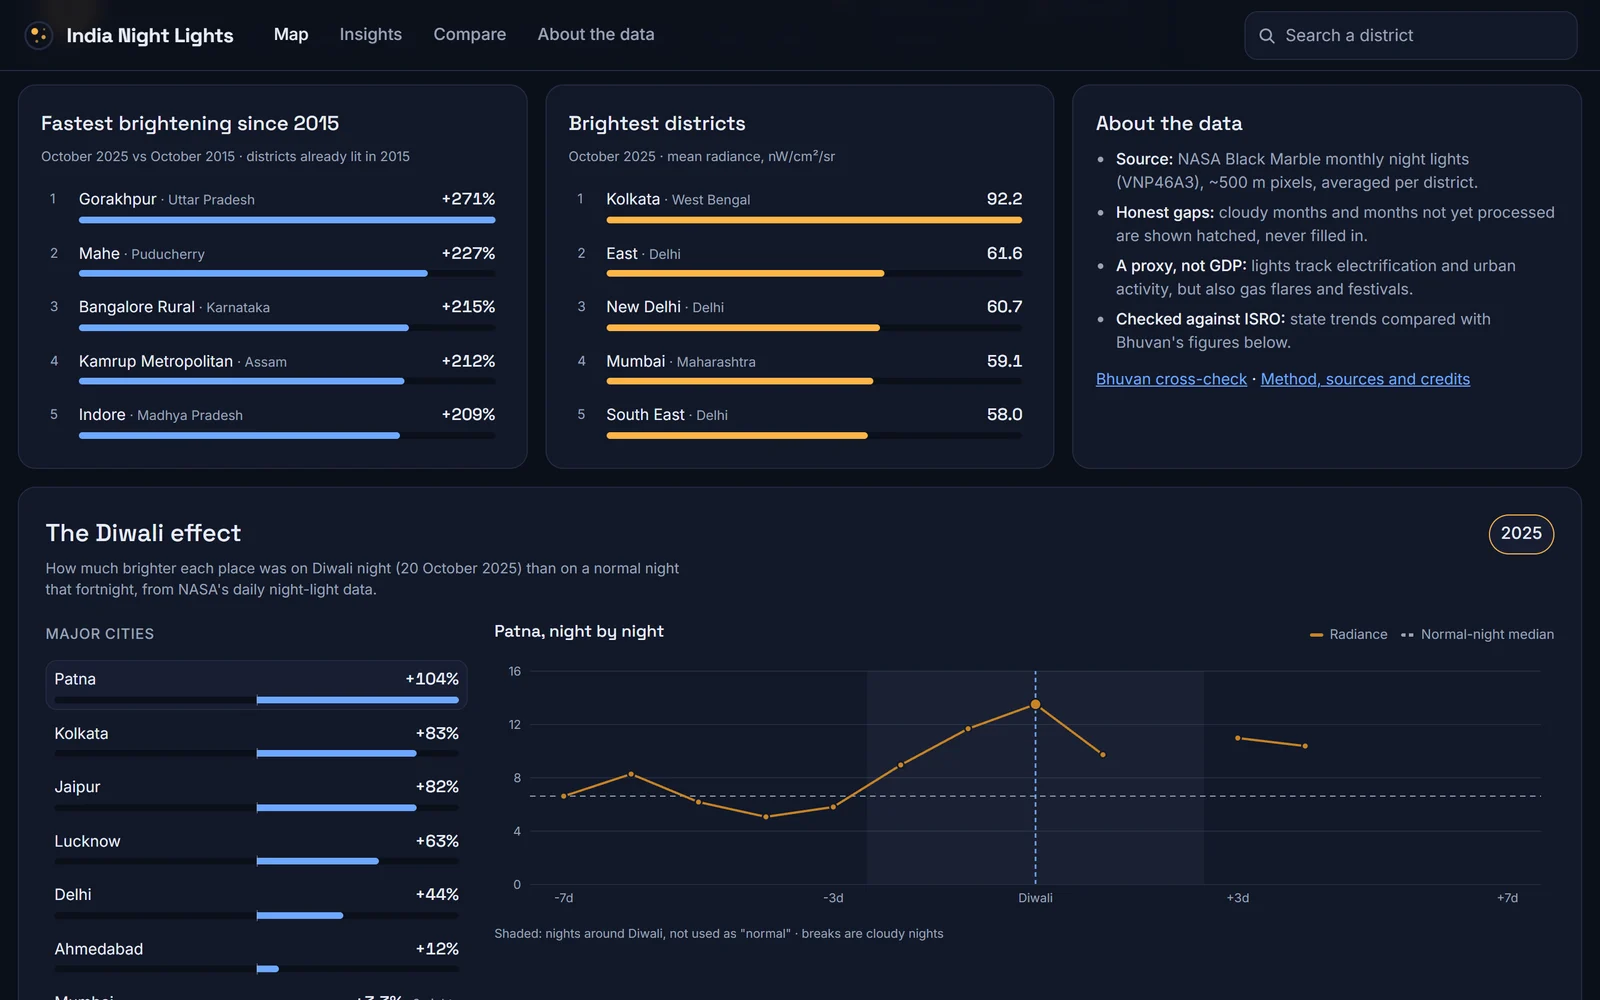 India Night Lights
Map
Insights
Compare
About the data
Search a district
Fastest brightening since 2015
October 2025 vs October 2015 · districts already lit in 2015
1 Gorakhpur · Uttar Pradesh +271%
2 Mahe · Puducherry +227%
3 Bangalore Rural · Karnataka +215%
4 Kamrup Metropolitan · Assam +212%
5 Indore · Madhya Pradesh +209%
Brightest districts
October 2025 · mean radiance, nW/cm²/sr
1 Kolkata · West Bengal 92.2
2 East · Delhi 61.6
3 New Delhi · Delhi 60.7
4 Mumbai · Maharashtra 59.1
5 South East · Delhi 58.0
About the data
• Source: NASA Black Marble monthly night lights
(VNP46A3), ~500 m pixels, averaged per district.
• Honest gaps: cloudy months and months not yet processed
are shown hatched, never filled in.
• A proxy, not GDP: lights track electrification and urban
activity, but also gas flares and festivals.
• Checked against ISRO: state trends compared with
Bhuvan's figures below.
Bhuvan cross-check · Method, sources and credits
The Diwali effect
2025
How much brighter each place was on Diwali night (20 October 2025) than on a normal night
that fortnight, from NASA's daily night-light data.
MAJOR CITIES
Patna +104%
Kolkata +83%
Jaipur +82%
Lucknow +63%
Delhi +44%
Ahmedabad +12%
Patna, night by night
Radiance
Normal-night median
16
12
8
4
0
-7d
-3d
Diwali
+3d
+7d
Shaded: nights around Diwali, not used as "normal" · breaks are cloudy nights